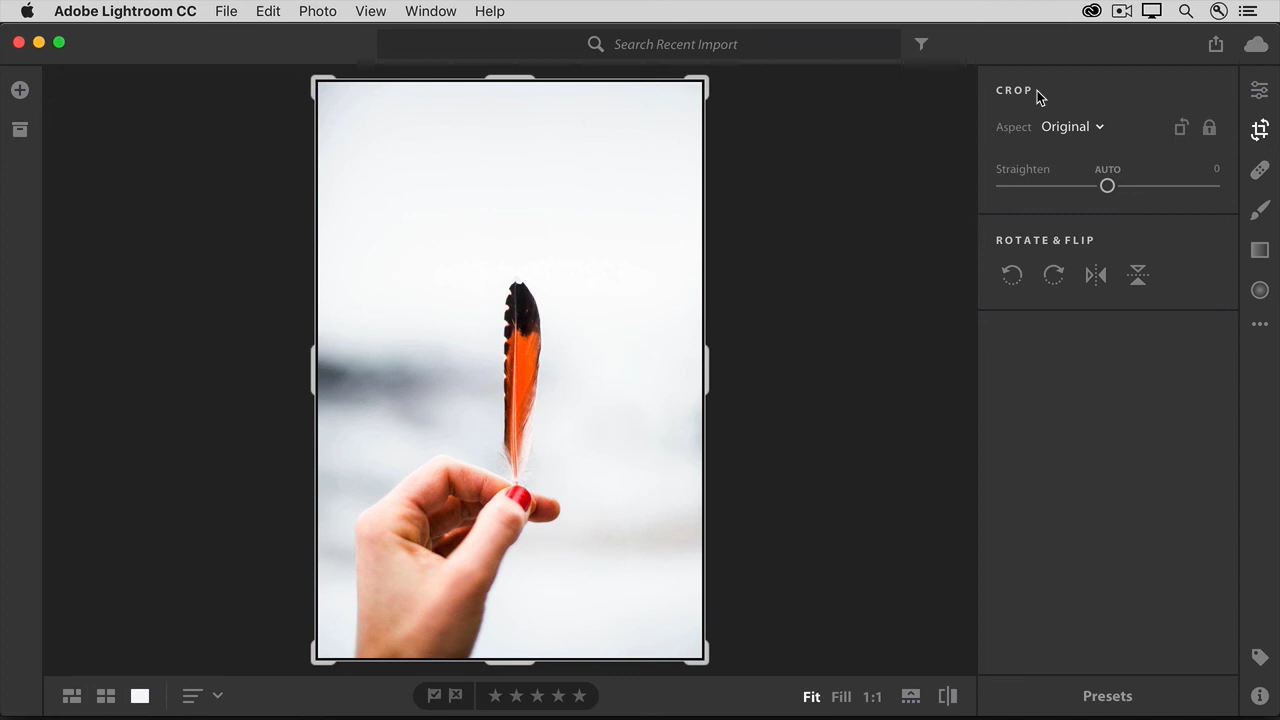 Adobe Lightroom CC File Edit Photo View Window Help
Search Recent Import
CROP
Aspect Original
Straighten AUTO 0
ROTATE & FLIP
Fit Fill 1:1
Presets